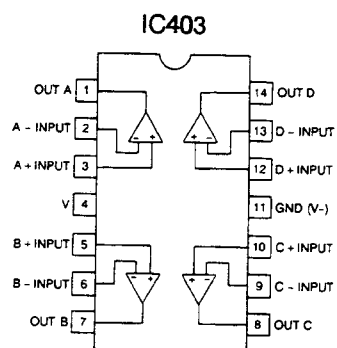 IC403
OUT A 1 14 OUT D
A – INPUT 2 13 D – INPUT
A + INPUT 3 12 D + INPUT
V 4 11 GND (V–)
B + INPUT 5 10 C + INPUT
B – INPUT 6 9 C – INPUT
OUT B 7 8 OUT C